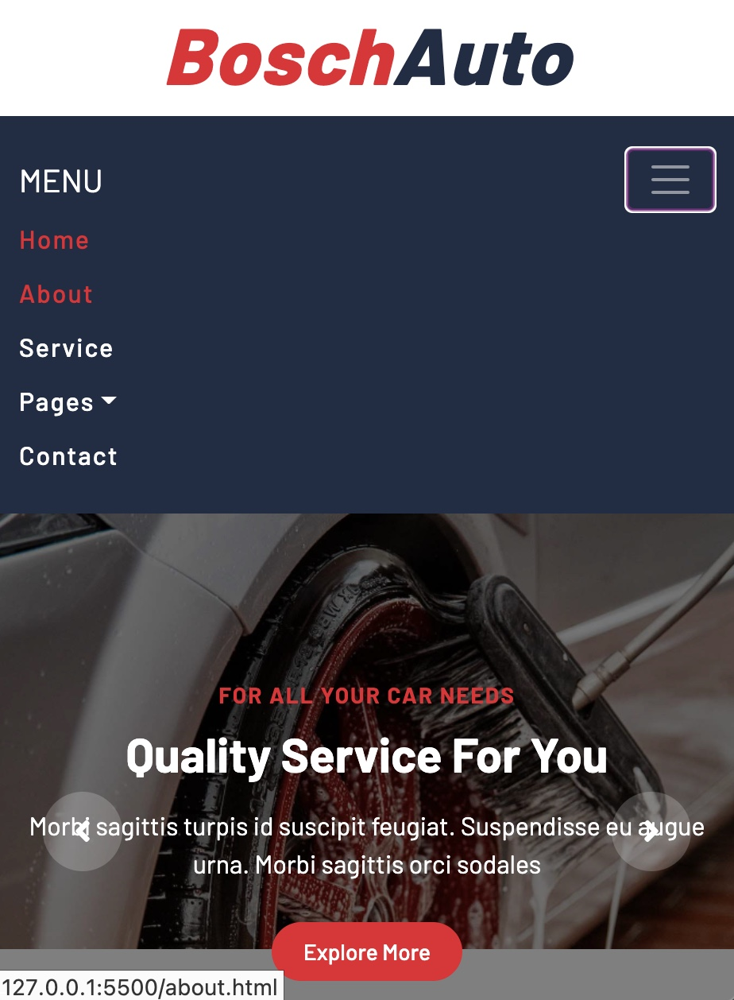 BoschAuto
MENU
Home
About
Service
Pages
Contact
FOR ALL YOUR CAR NEEDS
Quality Service For You
Morbi sagittis turpis id suscipit feugiat. Suspendisse eu augue
urna. Morbi sagittis orci sodales
Explore More
127.0.0.1:5500/about.html